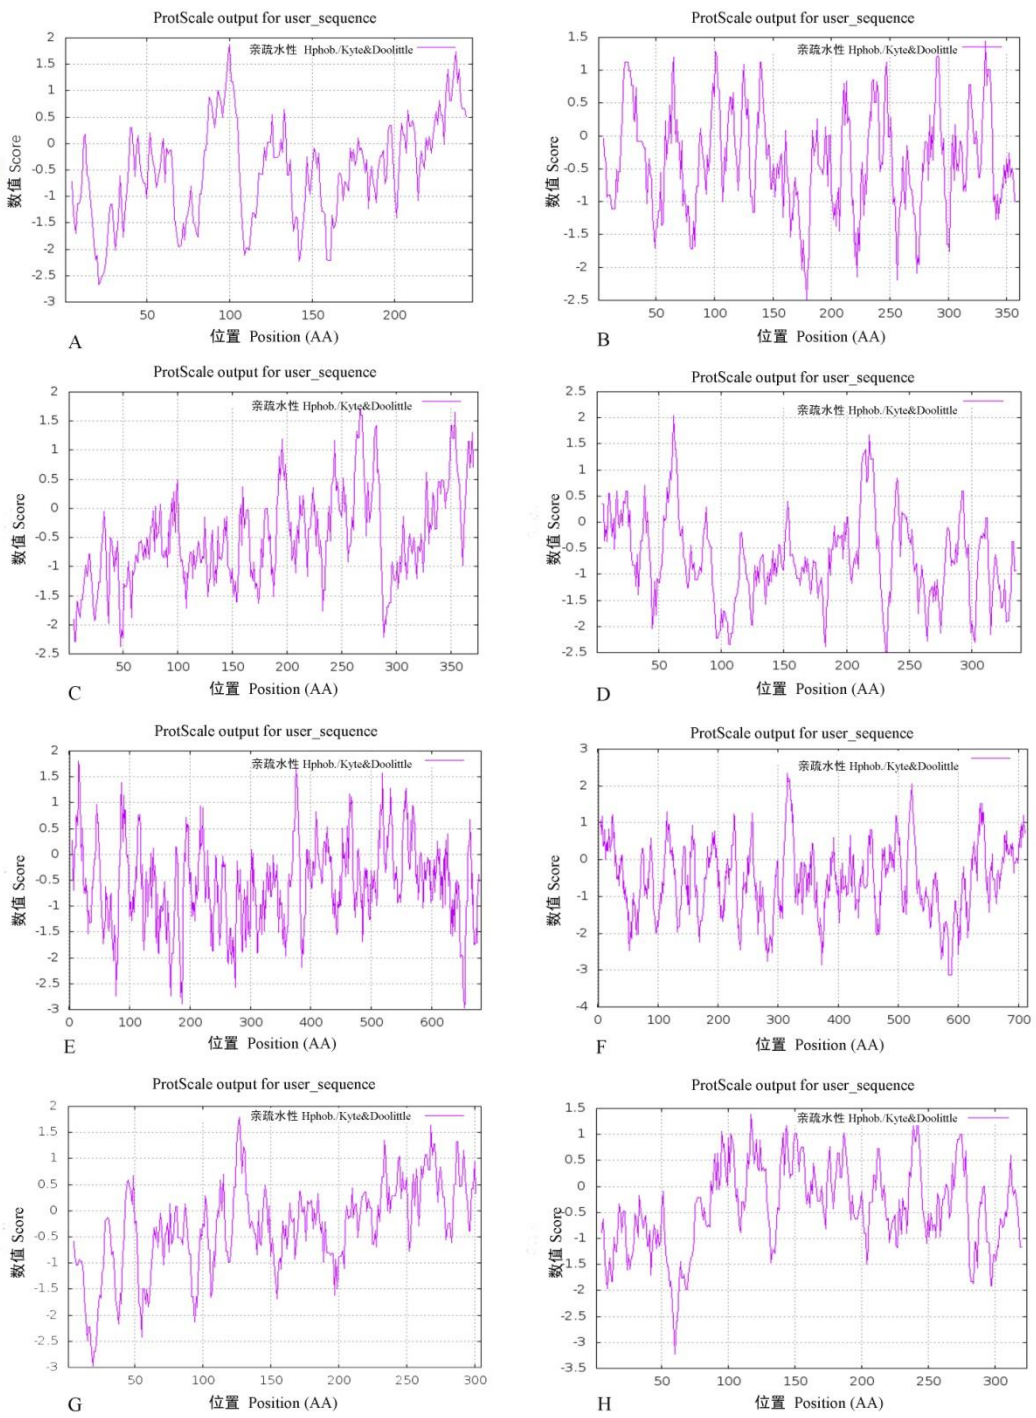 ProtScale output for user_sequence
亲疏水性 Hphob./Kyte&Doolittle
2
1.5
1
0.5
0
-0.5
-1
-1.5
-2
-2.5
-3
数值 Score
50 100 150 200
位置 Position (AA)
A
ProtScale output for user_sequence
亲疏水性 Hphob./Kyte&Doolittle
1.5
1
0.5
0
-0.5
-1
-1.5
-2
-2.5
数值 Score
50 100 150 200 250 300 350
位置 Position (AA)
B
ProtScale output for user_sequence
亲疏水性 Hphob./Kyte&Doolittle
2
1.5
1
0.5
0
-0.5
-1
-1.5
-2
-2.5
数值 Score
50 100 150 200 250 300 350
位置 Position (AA)
C
ProtScale output for user_sequence
亲疏水性 Hphob./Kyte&Doolittle
2.5
2
1.5
1
0.5
0
-0.5
-1
-1.5
-2
-2.5
数值 Score
50 100 150 200 250 300
位置 Position (AA)
D
ProtScale output for user_sequence
亲疏水性 Hphob./Kyte&Doolittle
2
1.5
1
0.5
0
-0.5
-1
-1.5
-2
-2.5
-3
数值 Score
0 100 200 300 400 500 600
位置 Position (AA)
E
ProtScale output for user_sequence
亲疏水性 Hphob./Kyte&Doolittle
3
2
1
0
-1
-2
-3
-4
数值 Score
0 100 200 300 400 500 600 700
位置 Position (AA)
F
ProtScale output for user_sequence
亲疏水性 Hphob./Kyte&Doolittle
2
1.5
1
0.5
0
-0.5
-1
-1.5
-2
-2.5
-3
数值 Score
50 100 150 200 250 300
位置 Position (AA)
G
ProtScale output for user_sequence
亲疏水性 Hphob./Kyte&Doolittle
1.5
1
0.5
0
-0.5
-1
-1.5
-2
-2.5
-3
-3.5
数值 Score
50 100 150 200 250 300
位置 Position (AA)
H